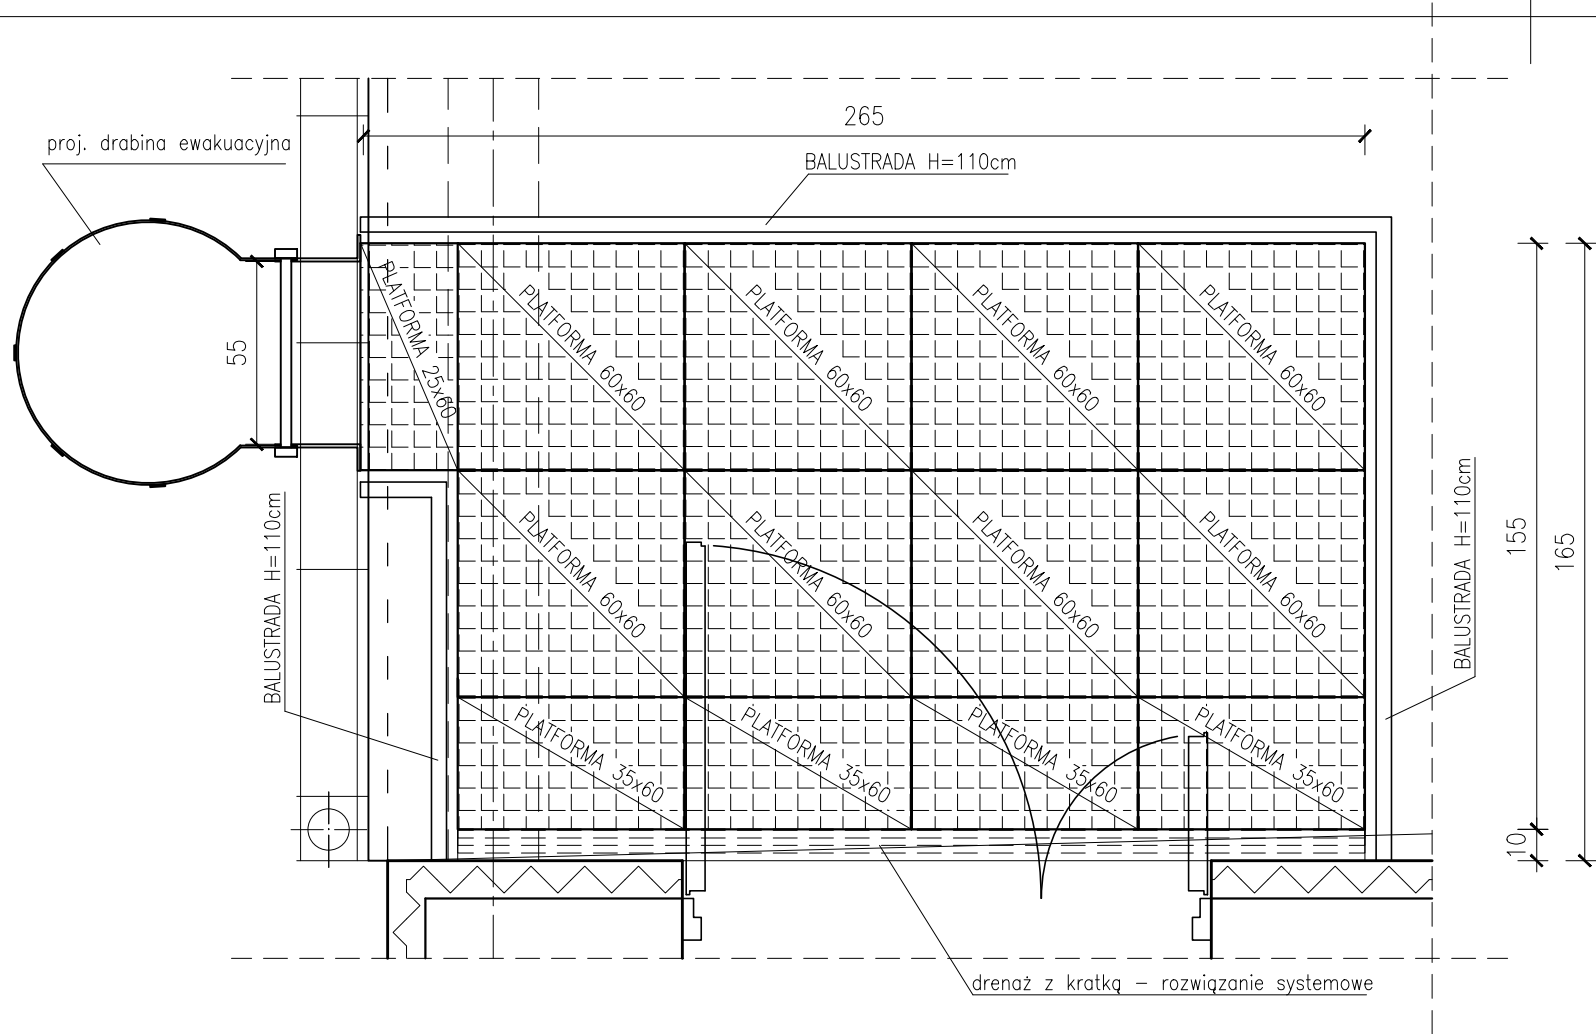 265
proj. drabina ewakuacyjna
BALUSTRADA H=110cm
PLATFORMA 25x60
PLATFORMA 60x60
PLATFORMA 60x60
PLATFORMA 60x60
PLATFORMA 60x60
55
BALUSTRADA H=110cm
PLATFORMA 60x60
PLATFORMA 60x60
PLATFORMA 60x60
PLATFORMA 60x60
BALUSTRADA H=110cm
155
165
PLATFORMA 35x60
PLATFORMA 35x60
PLATFORMA 35x60
PLATFORMA 35x60
10
drenaż z kratką – rozwiązanie systemowe